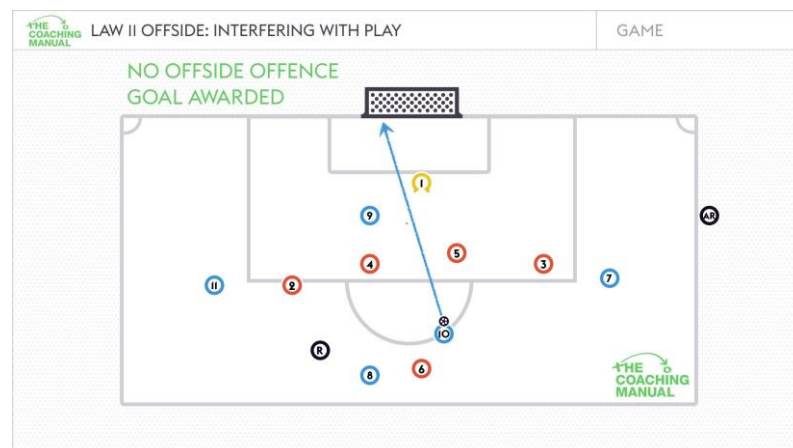 THE
COACHING
MANUAL
LAW 11 OFFSIDE: INTERFERING WITH PLAY
GAME
NO OFFSIDE OFFENCE
GOAL AWARDED
1
9
AR
5
4
3
7
11
2
10
R
6
8
THE
COACHING
MANUAL